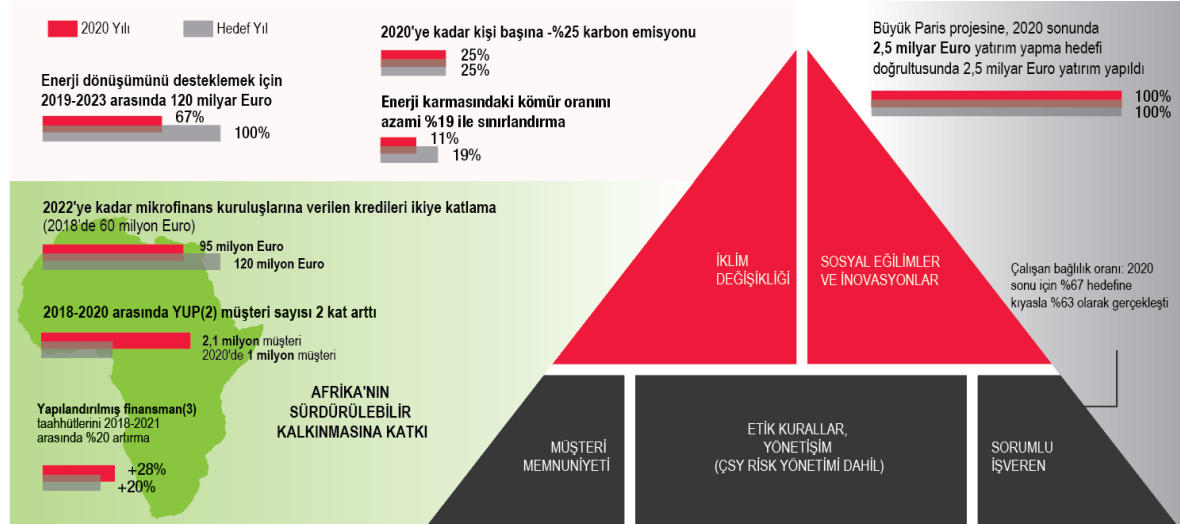 2020 Yılı
Hedef Yıl
Enerji dönüşümünü desteklemek için
2019-2023 arasında 120 milyar Euro
67%
100%
2020'ye kadar kişi başına -%25 karbon emisyonu
25%
25%
Enerji karmasındaki kömür oranını
azami %19 ile sınırlandırma
11%
19%
Büyük Paris projesine, 2020 sonunda
2,5 milyar Euro yatırım yapma hedefi
doğrultusunda 2,5 milyar Euro yatırım yapıldı
100%
100%
2022'ye kadar mikrofinans kuruluşlarına verilen kredileri ikiye katlama
(2018'de 60 milyon Euro)
95 milyon Euro
120 milyon Euro
2018-2020 arasında YUP(2) müşteri sayısı 2 kat arttı
2,1 milyon müşteri
2020'de 1 milyon müşteri
Yapılandırılmış finansman(3)
taahhütlerini 2018-2021
arasında %20 artırma
+28%
+20%
AFRİKA'NIN
SÜRDÜRÜLEBİLİR
KALKINMASINA KATKI
İKLİM
DEĞİŞİKLİĞİ
SOSYAL EĞİLİMLER
VE İNOVASYONLAR
Çalışan bağlılık oranı: 2020
sonu için %67 hedefine
kıyasla %63 olarak gerçekleşti
MÜŞTERİ
MEMNUNİYETİ
ETİK KURALLAR,
YÖNETİŞİM
(ÇSY RİSK YÖNETİMİ DAHİL)
SORUMLU
İŞVEREN